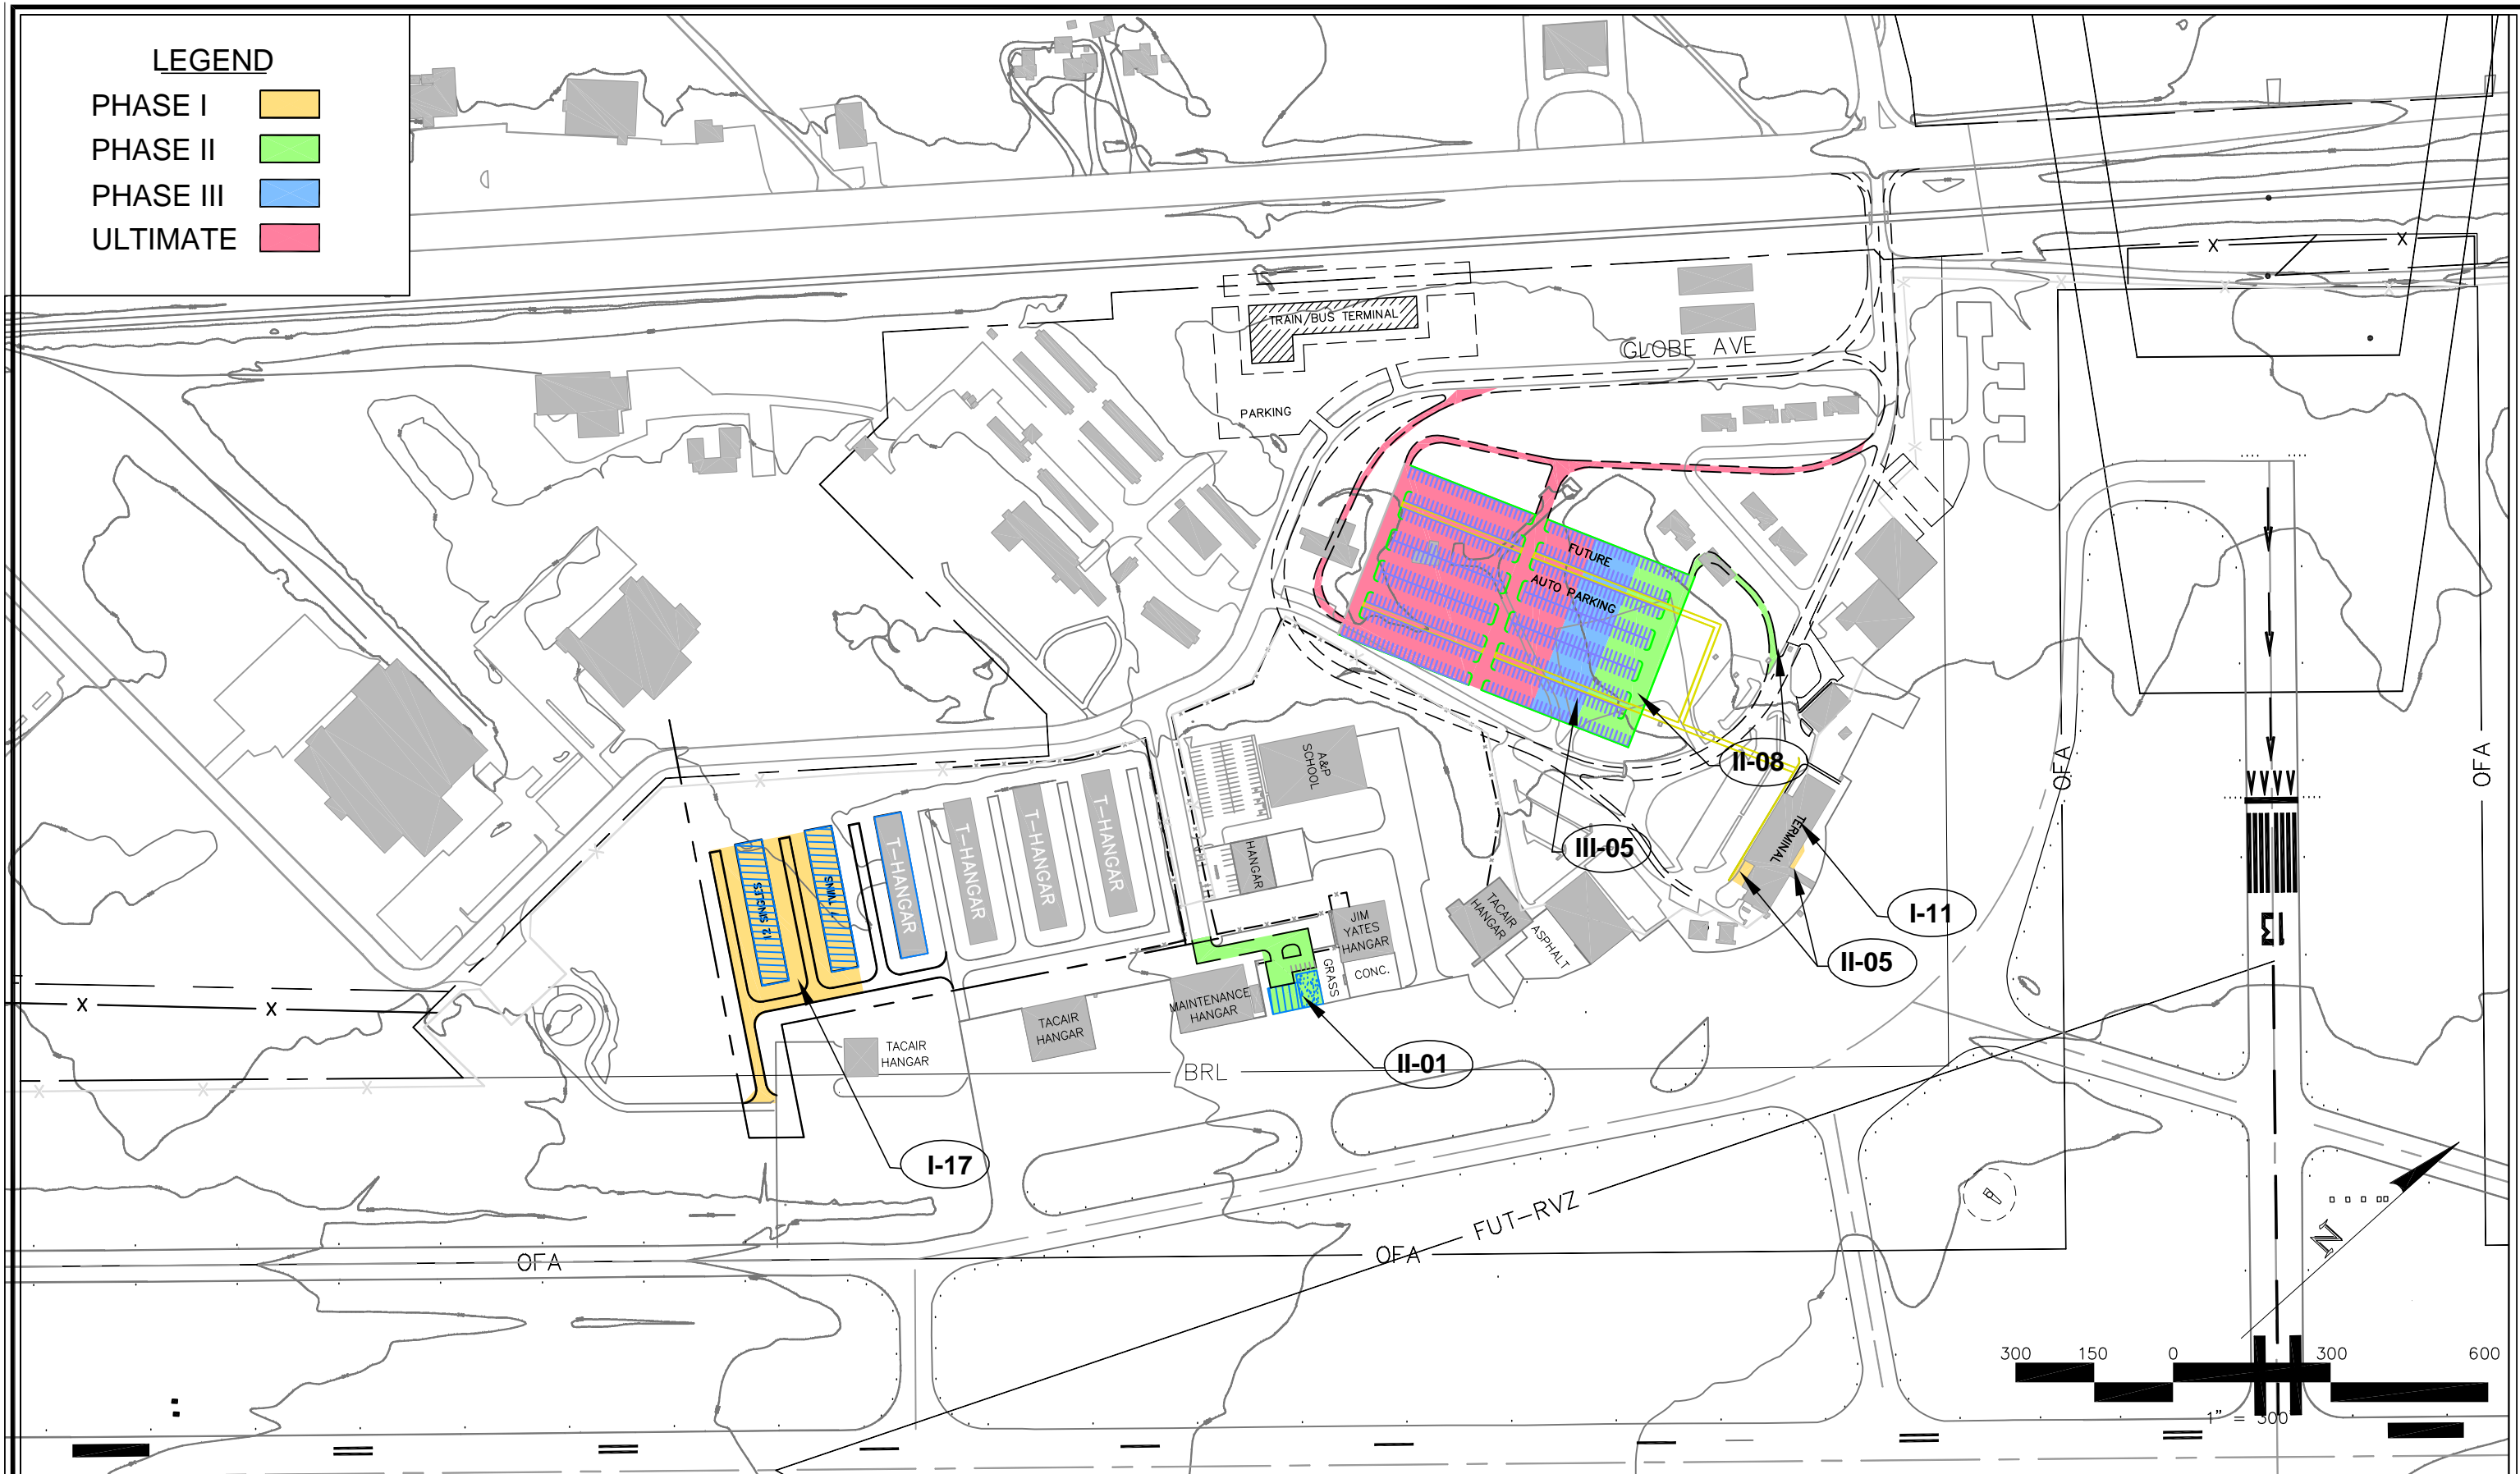 LEGEND
PHASE I
PHASE II
PHASE III
ULTIMATE
TRAIN/BUS TERMINAL
GLOBE AVE
PARKING
FUTURE
AUTO PARKING
II-08
III-05
TERMINAL
I-11
II-05
OFA
OFA
13
A&P
SCHOOL
HANGAR
T-HANGAR
T-HANGAR
T-HANGAR
T-HANGAR
12 SINGLES
7 TWINS
JIM
YATES
HANGAR
TACAIR
HANGAR
ASPHALT
GRASS
CONC.
P
MAINTENANCE
HANGAR
TACAIR
HANGAR
TACAIR
HANGAR
II-01
BRL
I-17
FUT-RVZ
OFA
OFA
N
300 150 0 300 600
1" = 300'
X X
X X